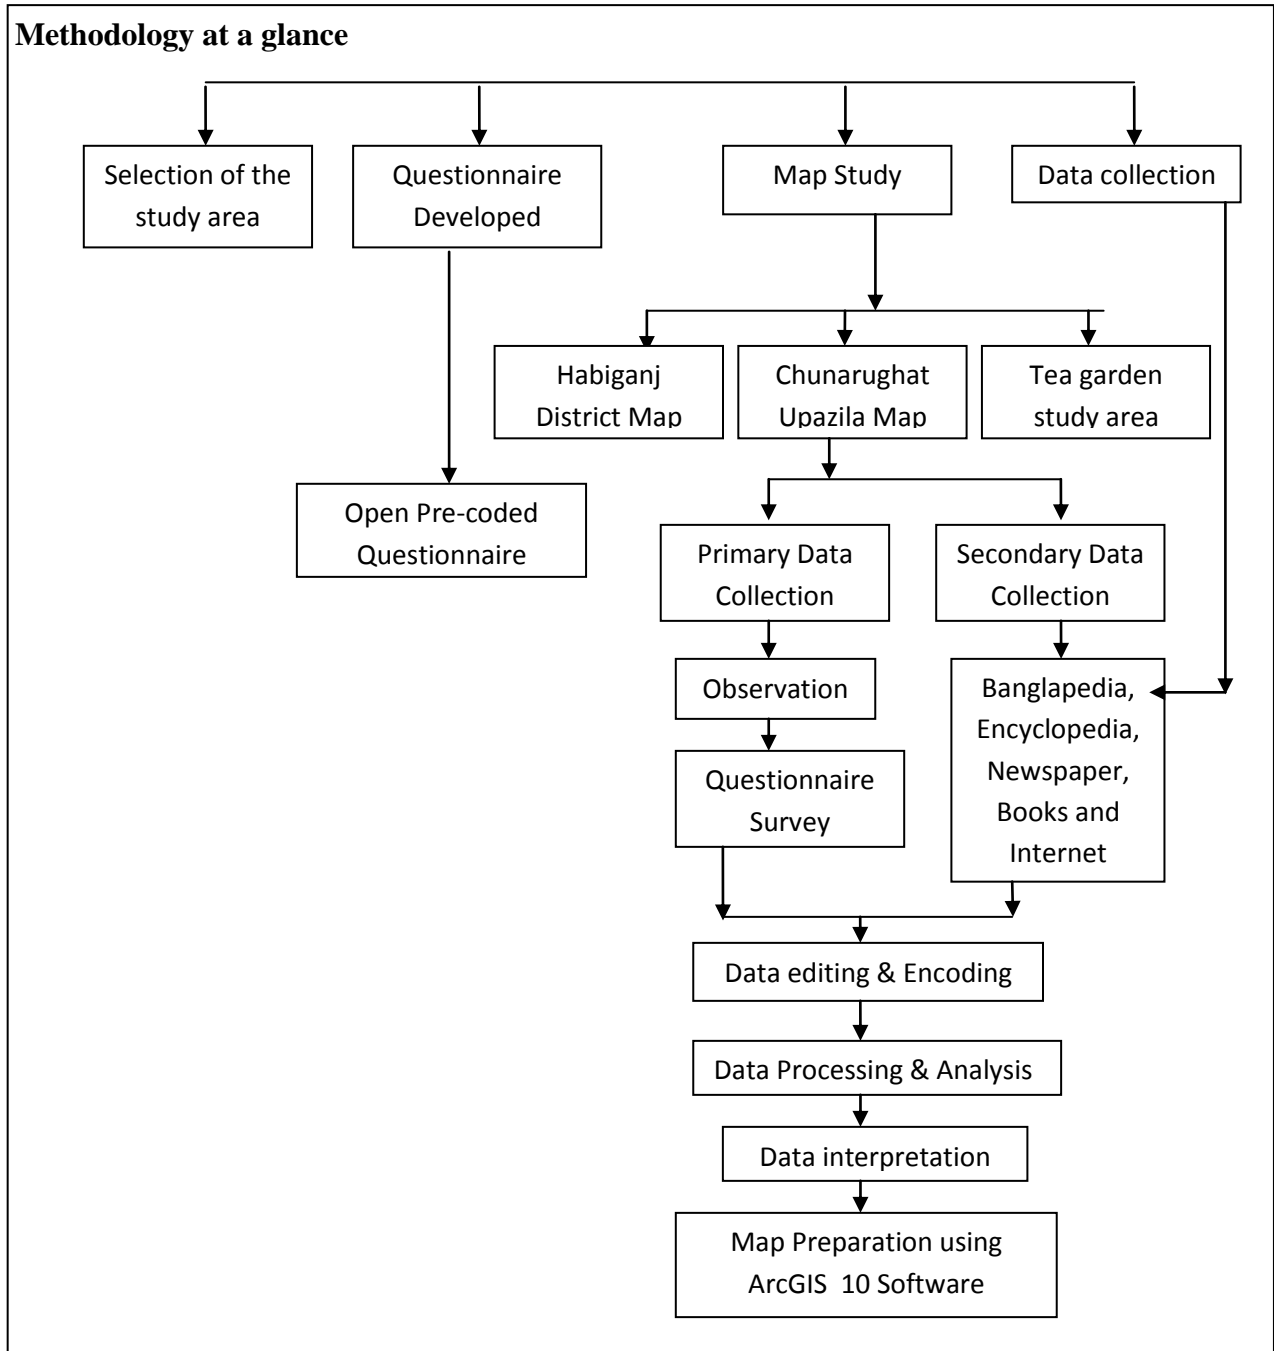 Methodology at a glance
Selection of the
study area
Questionnaire
Developed
Map Study
Data collection
Habiganj
District Map
Chunarughat
Upazila Map
Tea garden
study area
Open Pre-coded
Questionnaire
Primary Data
Collection
Secondary Data
Collection
Observation
Questionnaire
Survey
Banglapedia,
Encyclopedia,
Newspaper,
Books and
Internet
Data editing & Encoding
Data Processing & Analysis
Data interpretation
Map Preparation using
ArcGIS 10 Software